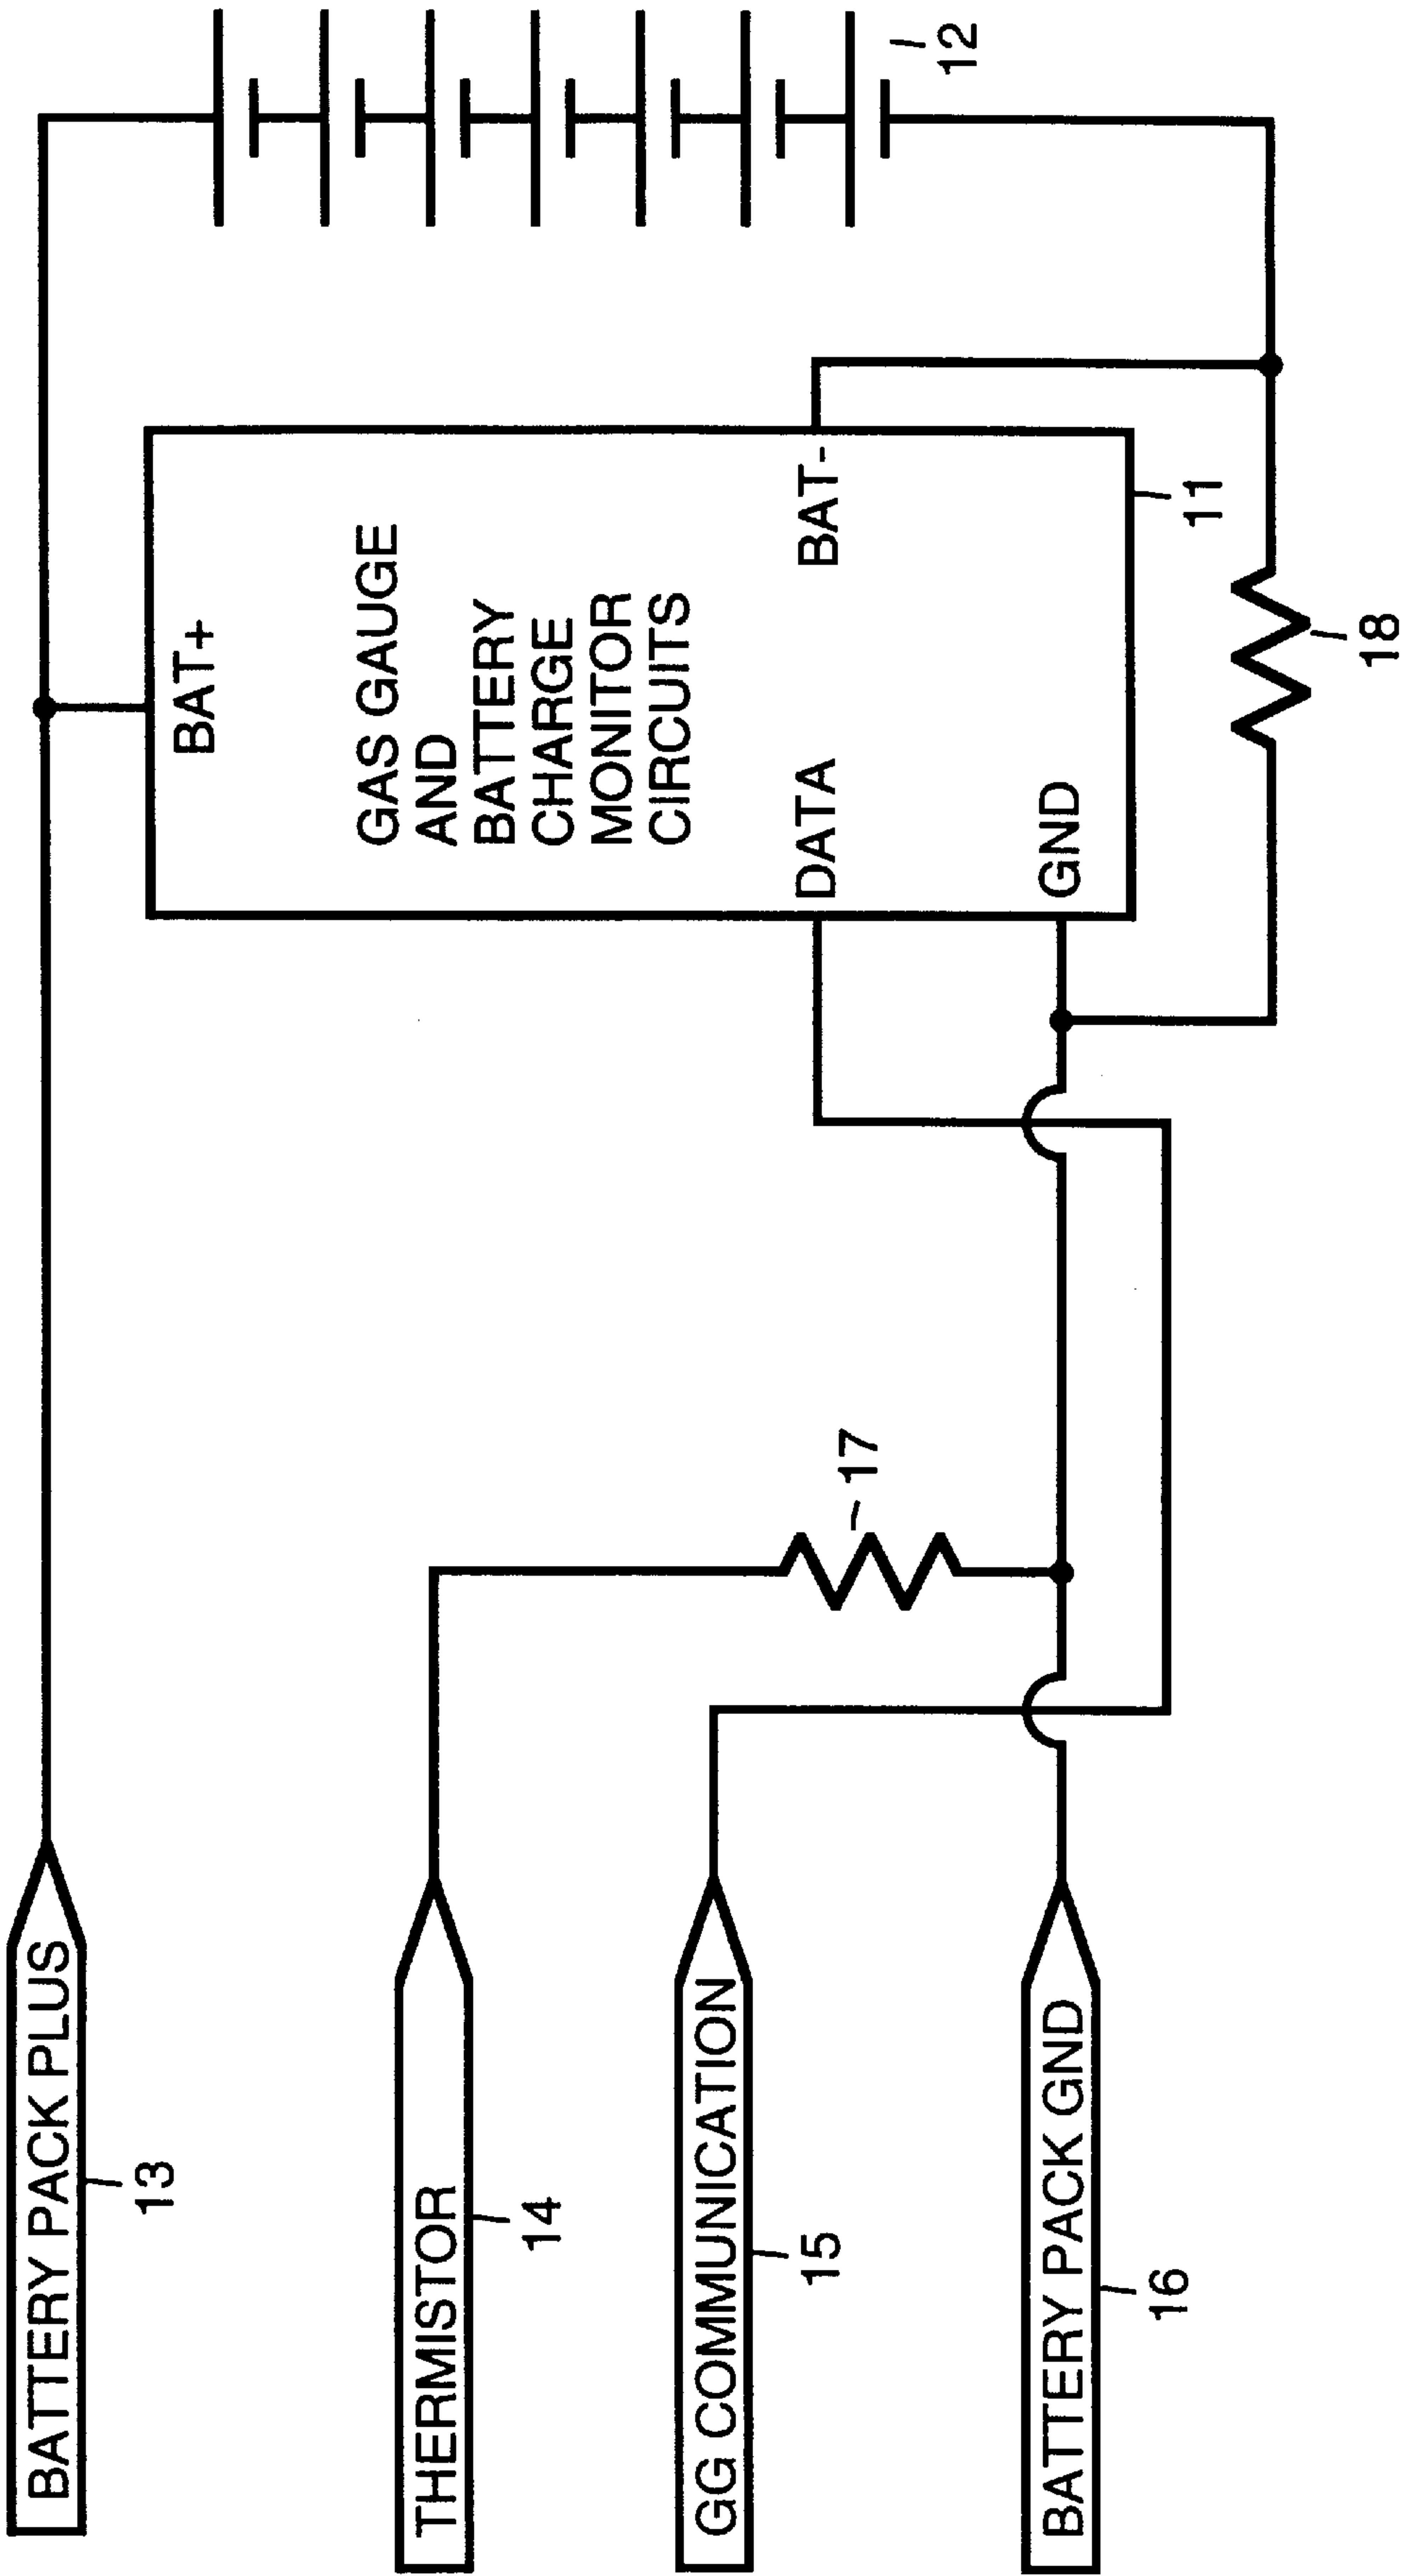 BATTERY PACK PLUS
13
THERMISTOR
14
GG COMMUNICATION
15
BATTERY PACK GND
16
17
BAT+
GAS GAUGE
AND
BATTERY
CHARGE
MONITOR
CIRCUITS
DATA
BAT-
GND
11
18
12